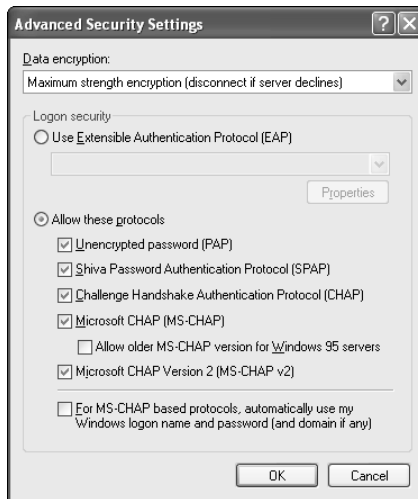 Advanced Security Settings
Data encryption:
Maximum strength encryption (disconnect if server declines)
Logon security
Use Extensible Authentication Protocol (EAP)
Properties
Allow these protocols
Unencrypted password (PAP)
Shiva Password Authentication Protocol (SPAP)
Challenge Handshake Authentication Protocol (CHAP)
Microsoft CHAP (MS-CHAP)
Allow older MS-CHAP version for Windows 95 servers
Microsoft CHAP Version 2 (MS-CHAP v2)
For MS-CHAP based protocols, automatically use my
Windows logon name and password (and domain if any)
OK Cancel